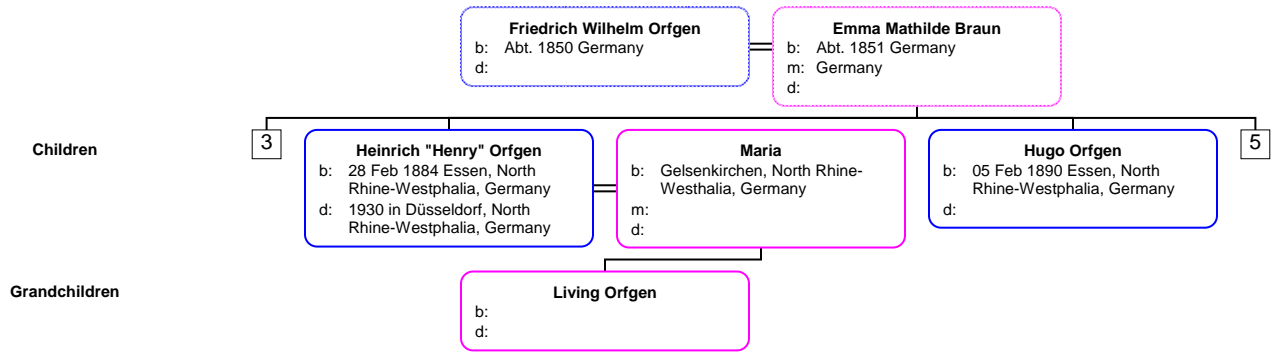 Friedrich Wilhelm Orfgen
b: Abt. 1850 Germany
d:
Emma Mathilde Braun
b: Abt. 1851 Germany
m: Germany
d:
Children
3
Heinrich "Henry" Orfgen
b: 28 Feb 1884 Essen, North
Rhine-Westphalia, Germany
d: 1930 in Düsseldorf, North
Rhine-Westphalia, Germany
Maria
b: Gelsenkirchen, North Rhine-
Westhalia, Germany
m:
d:
Hugo Orfgen
b: 05 Feb 1890 Essen, North
Rhine-Westphalia, Germany
d:
5
Grandchildren
Living Orfgen
b:
d: